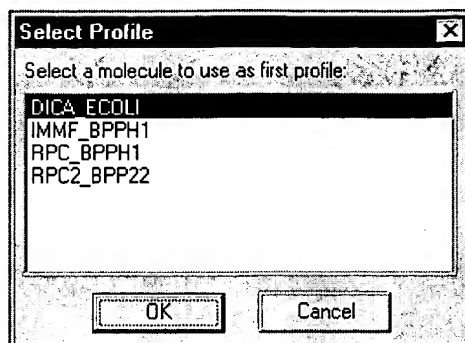 Select Profile
Select a molecule to use as first profile:
DICA_ECOLI
IMMF_BPPH1
RPC_BPPH1
RPC2_BPP22
OK
Cancel